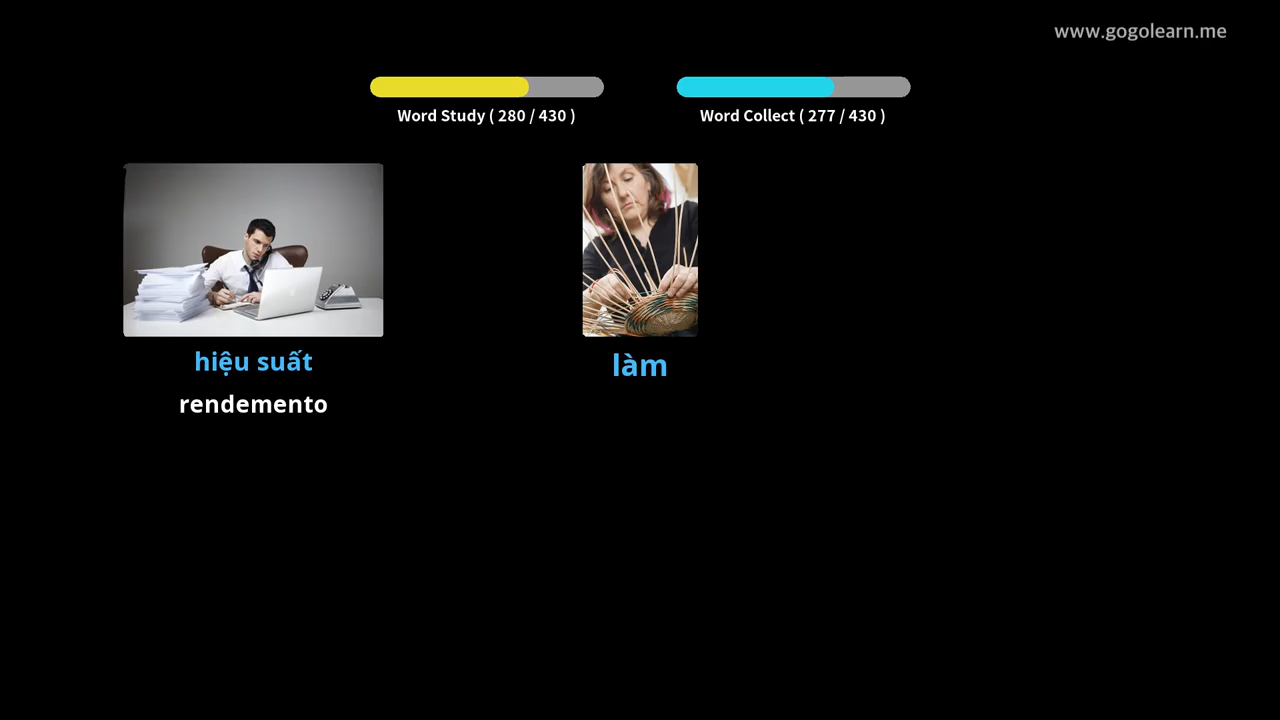 www.gogolearn.me
Word Study ( 280 / 430 )
Word Collect ( 277 / 430 )
hiệu suất
làm
rendemento